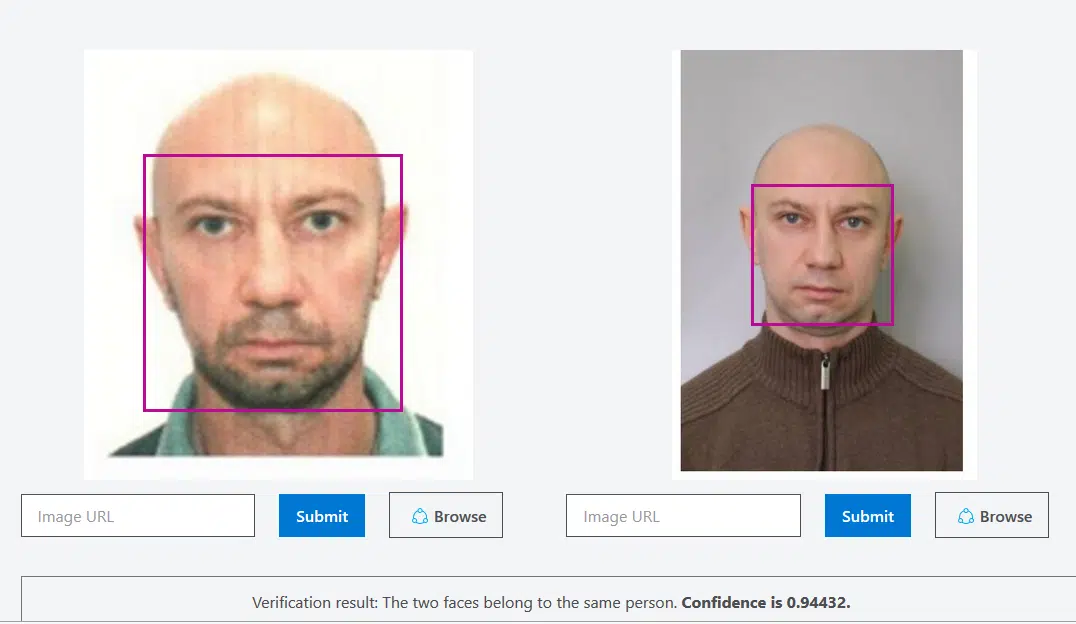 Image URL Submit Browse Image URL Submit Browse
Verification result: The two faces belong to the same person. Confidence is 0.94432.